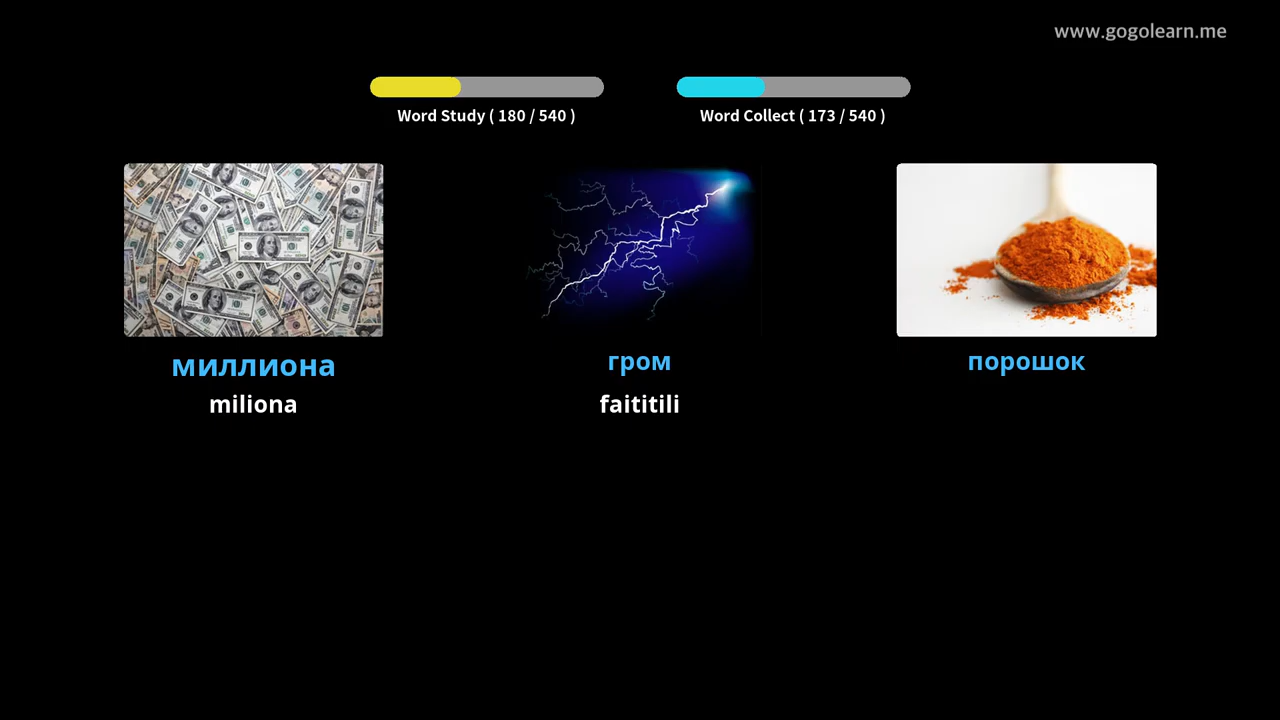 www.gogolearn.me
Word Study ( 180 / 540 )
Word Collect ( 173 / 540 )
миллиона
miliona
гром
faititili
порошок